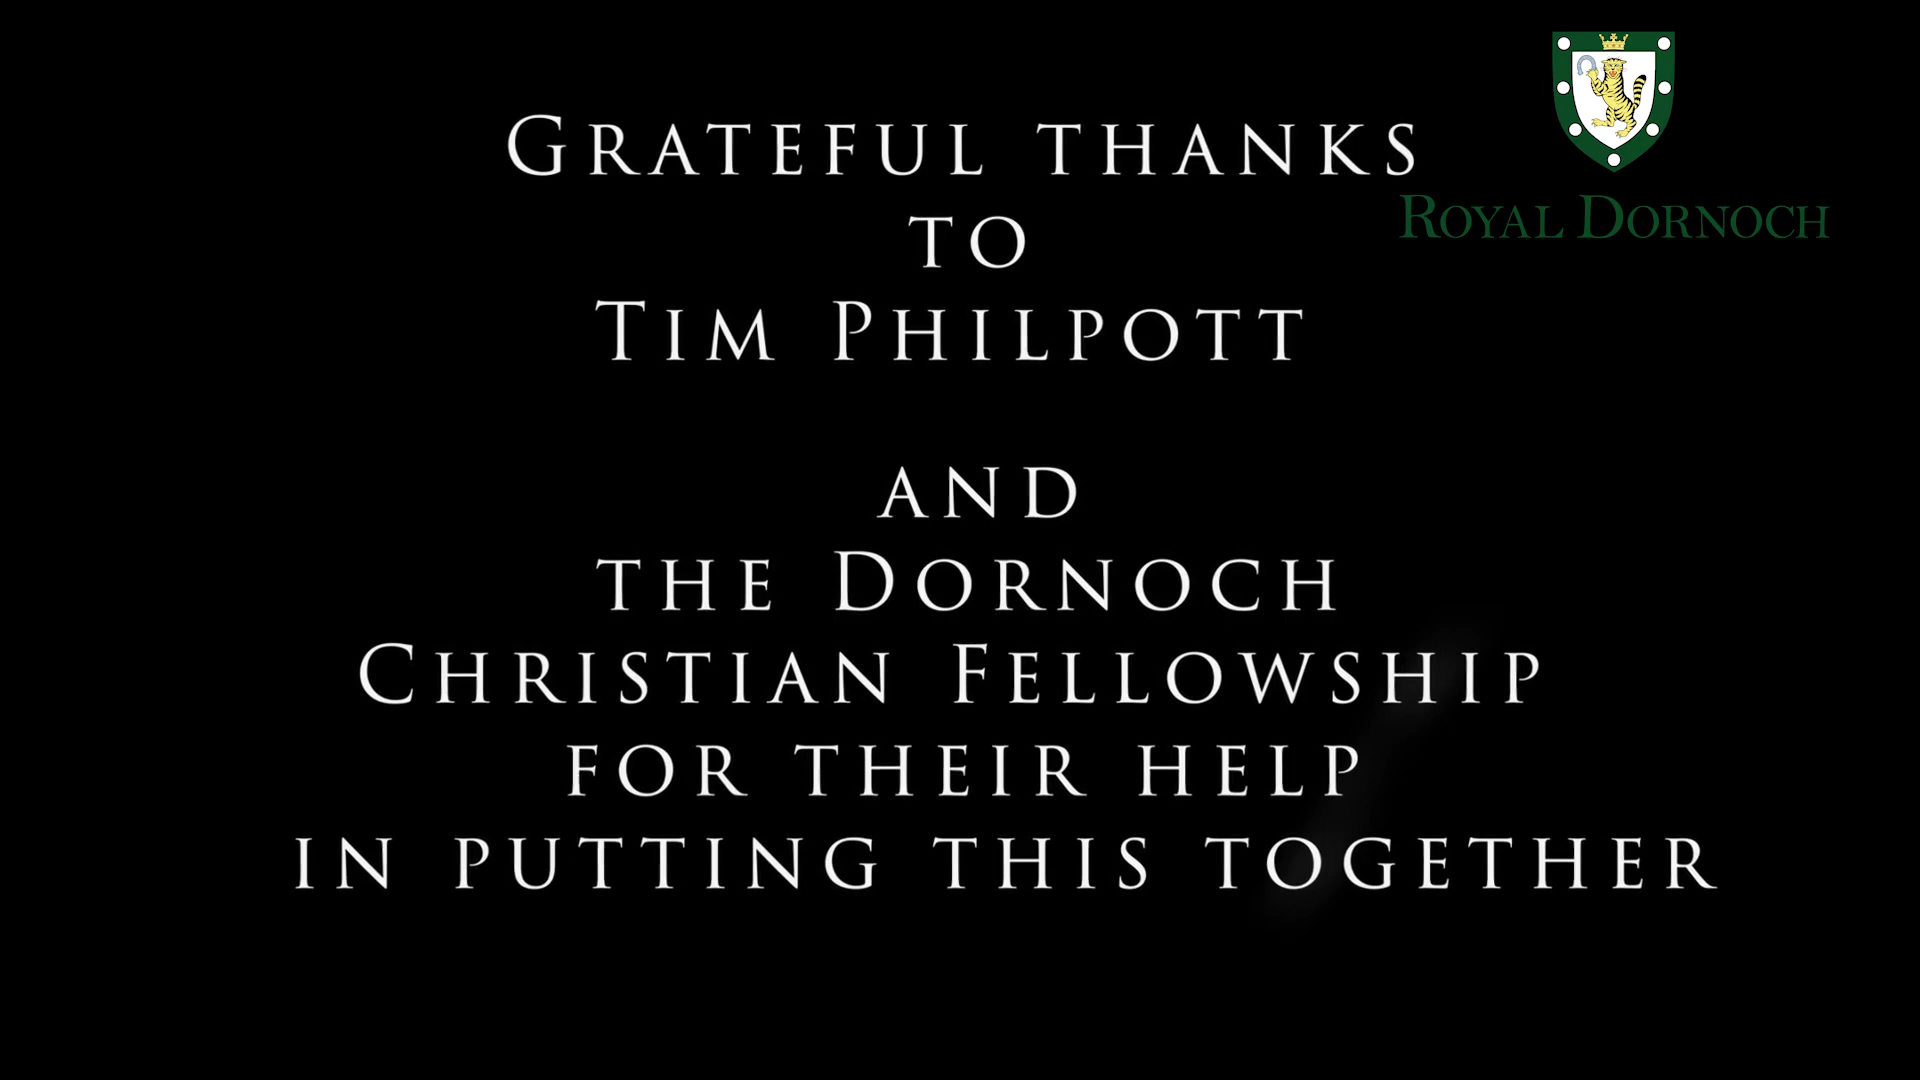 Grateful thanks
to
Tim Philpott
and
the Dornoch
Christian Fellowship
for their help
in putting this together
Royal Dornoch